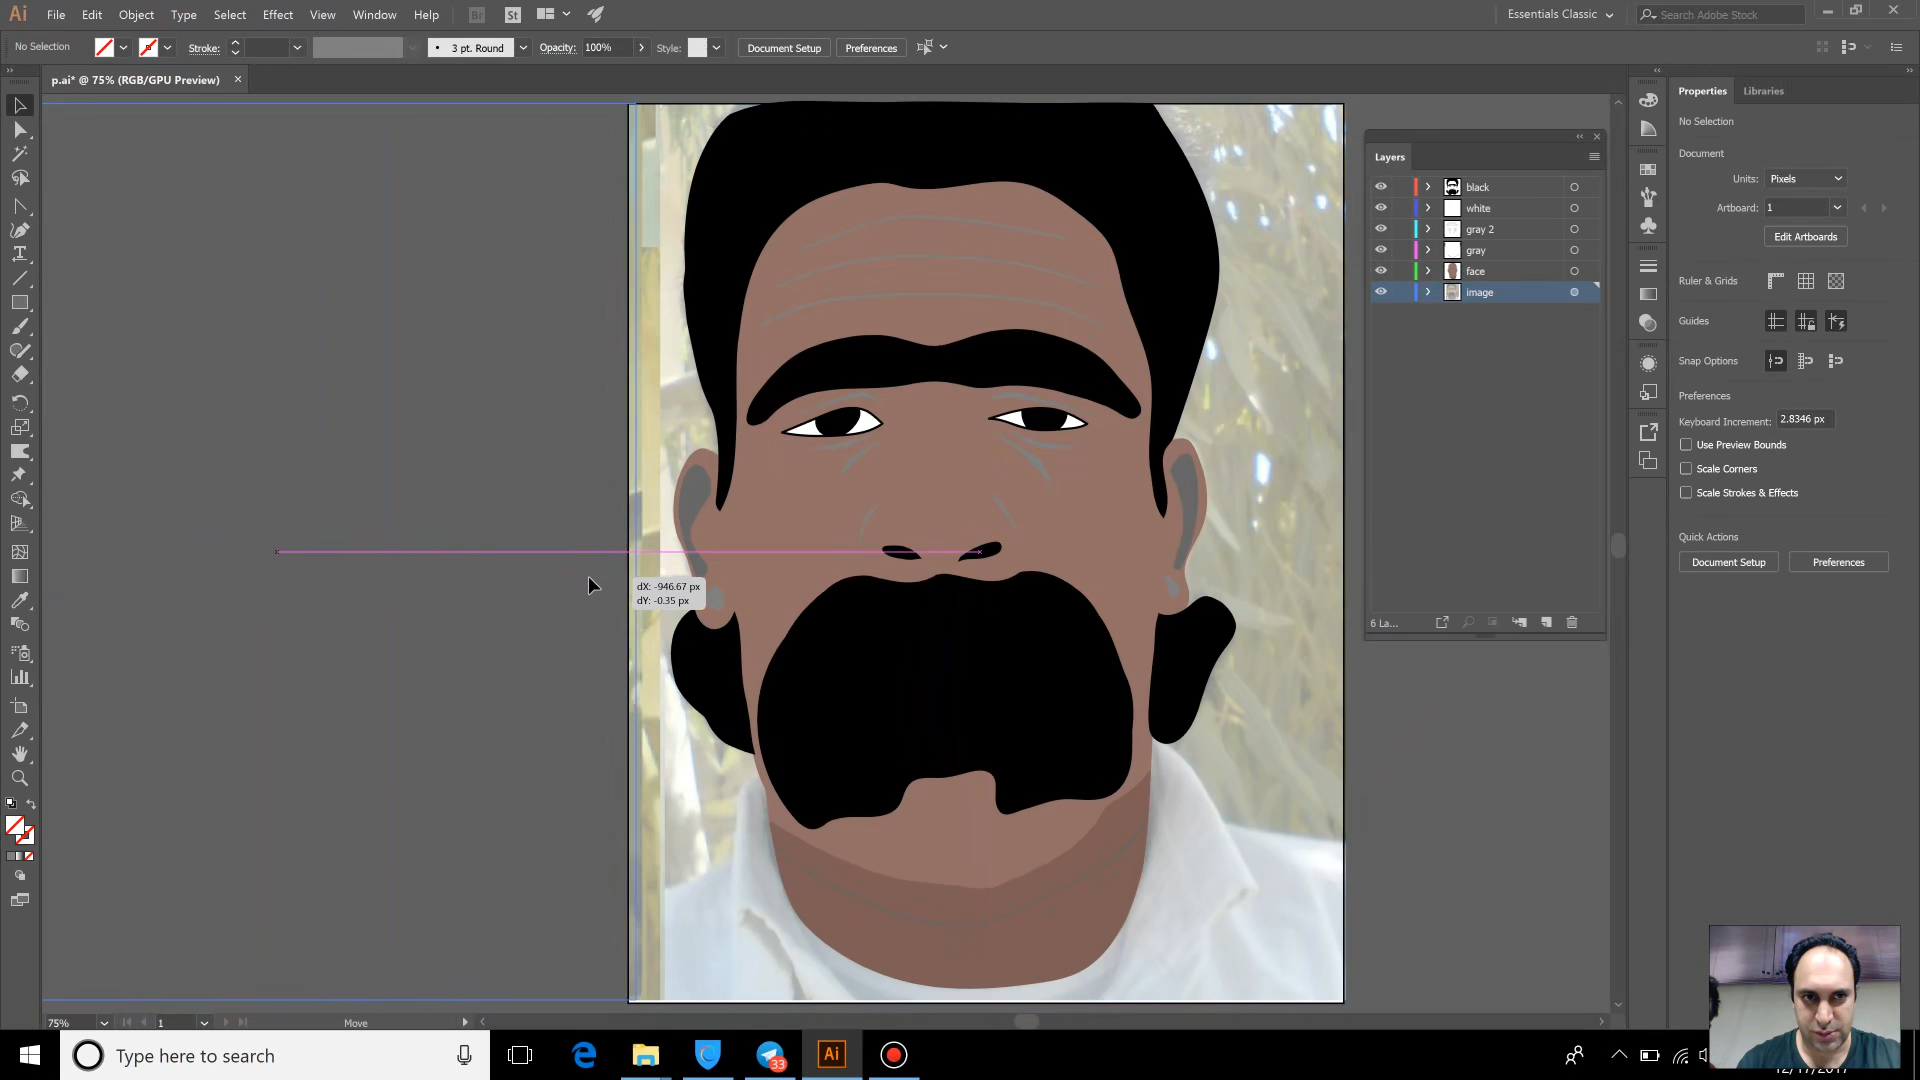 Ai File Edit Object Type Select Effect View Window Help Br St Essentials Classic Search Adobe Stock
No Selection Stroke: 3 pt. Round Opacity: 100% Style: Document Setup Preferences
p.ai* @ 75% (RGB/GPU Preview) ×
Properties Libraries
No Selection
Document
Units: Pixels
Artboard: 1
Edit Artboards
Ruler & Grids
Guides
Snap Options
Preferences
Keyboard Increment: 2.8346 px
Use Preview Bounds
Scale Corners
Scale Strokes & Effects
Quick Actions
Document Setup Preferences
Layers
black
white
gray 2
gray
face
image
6 La...
dX: -946.67 px
dY: -0.35 px
75% 1 Move
Type here to search
33
Ai